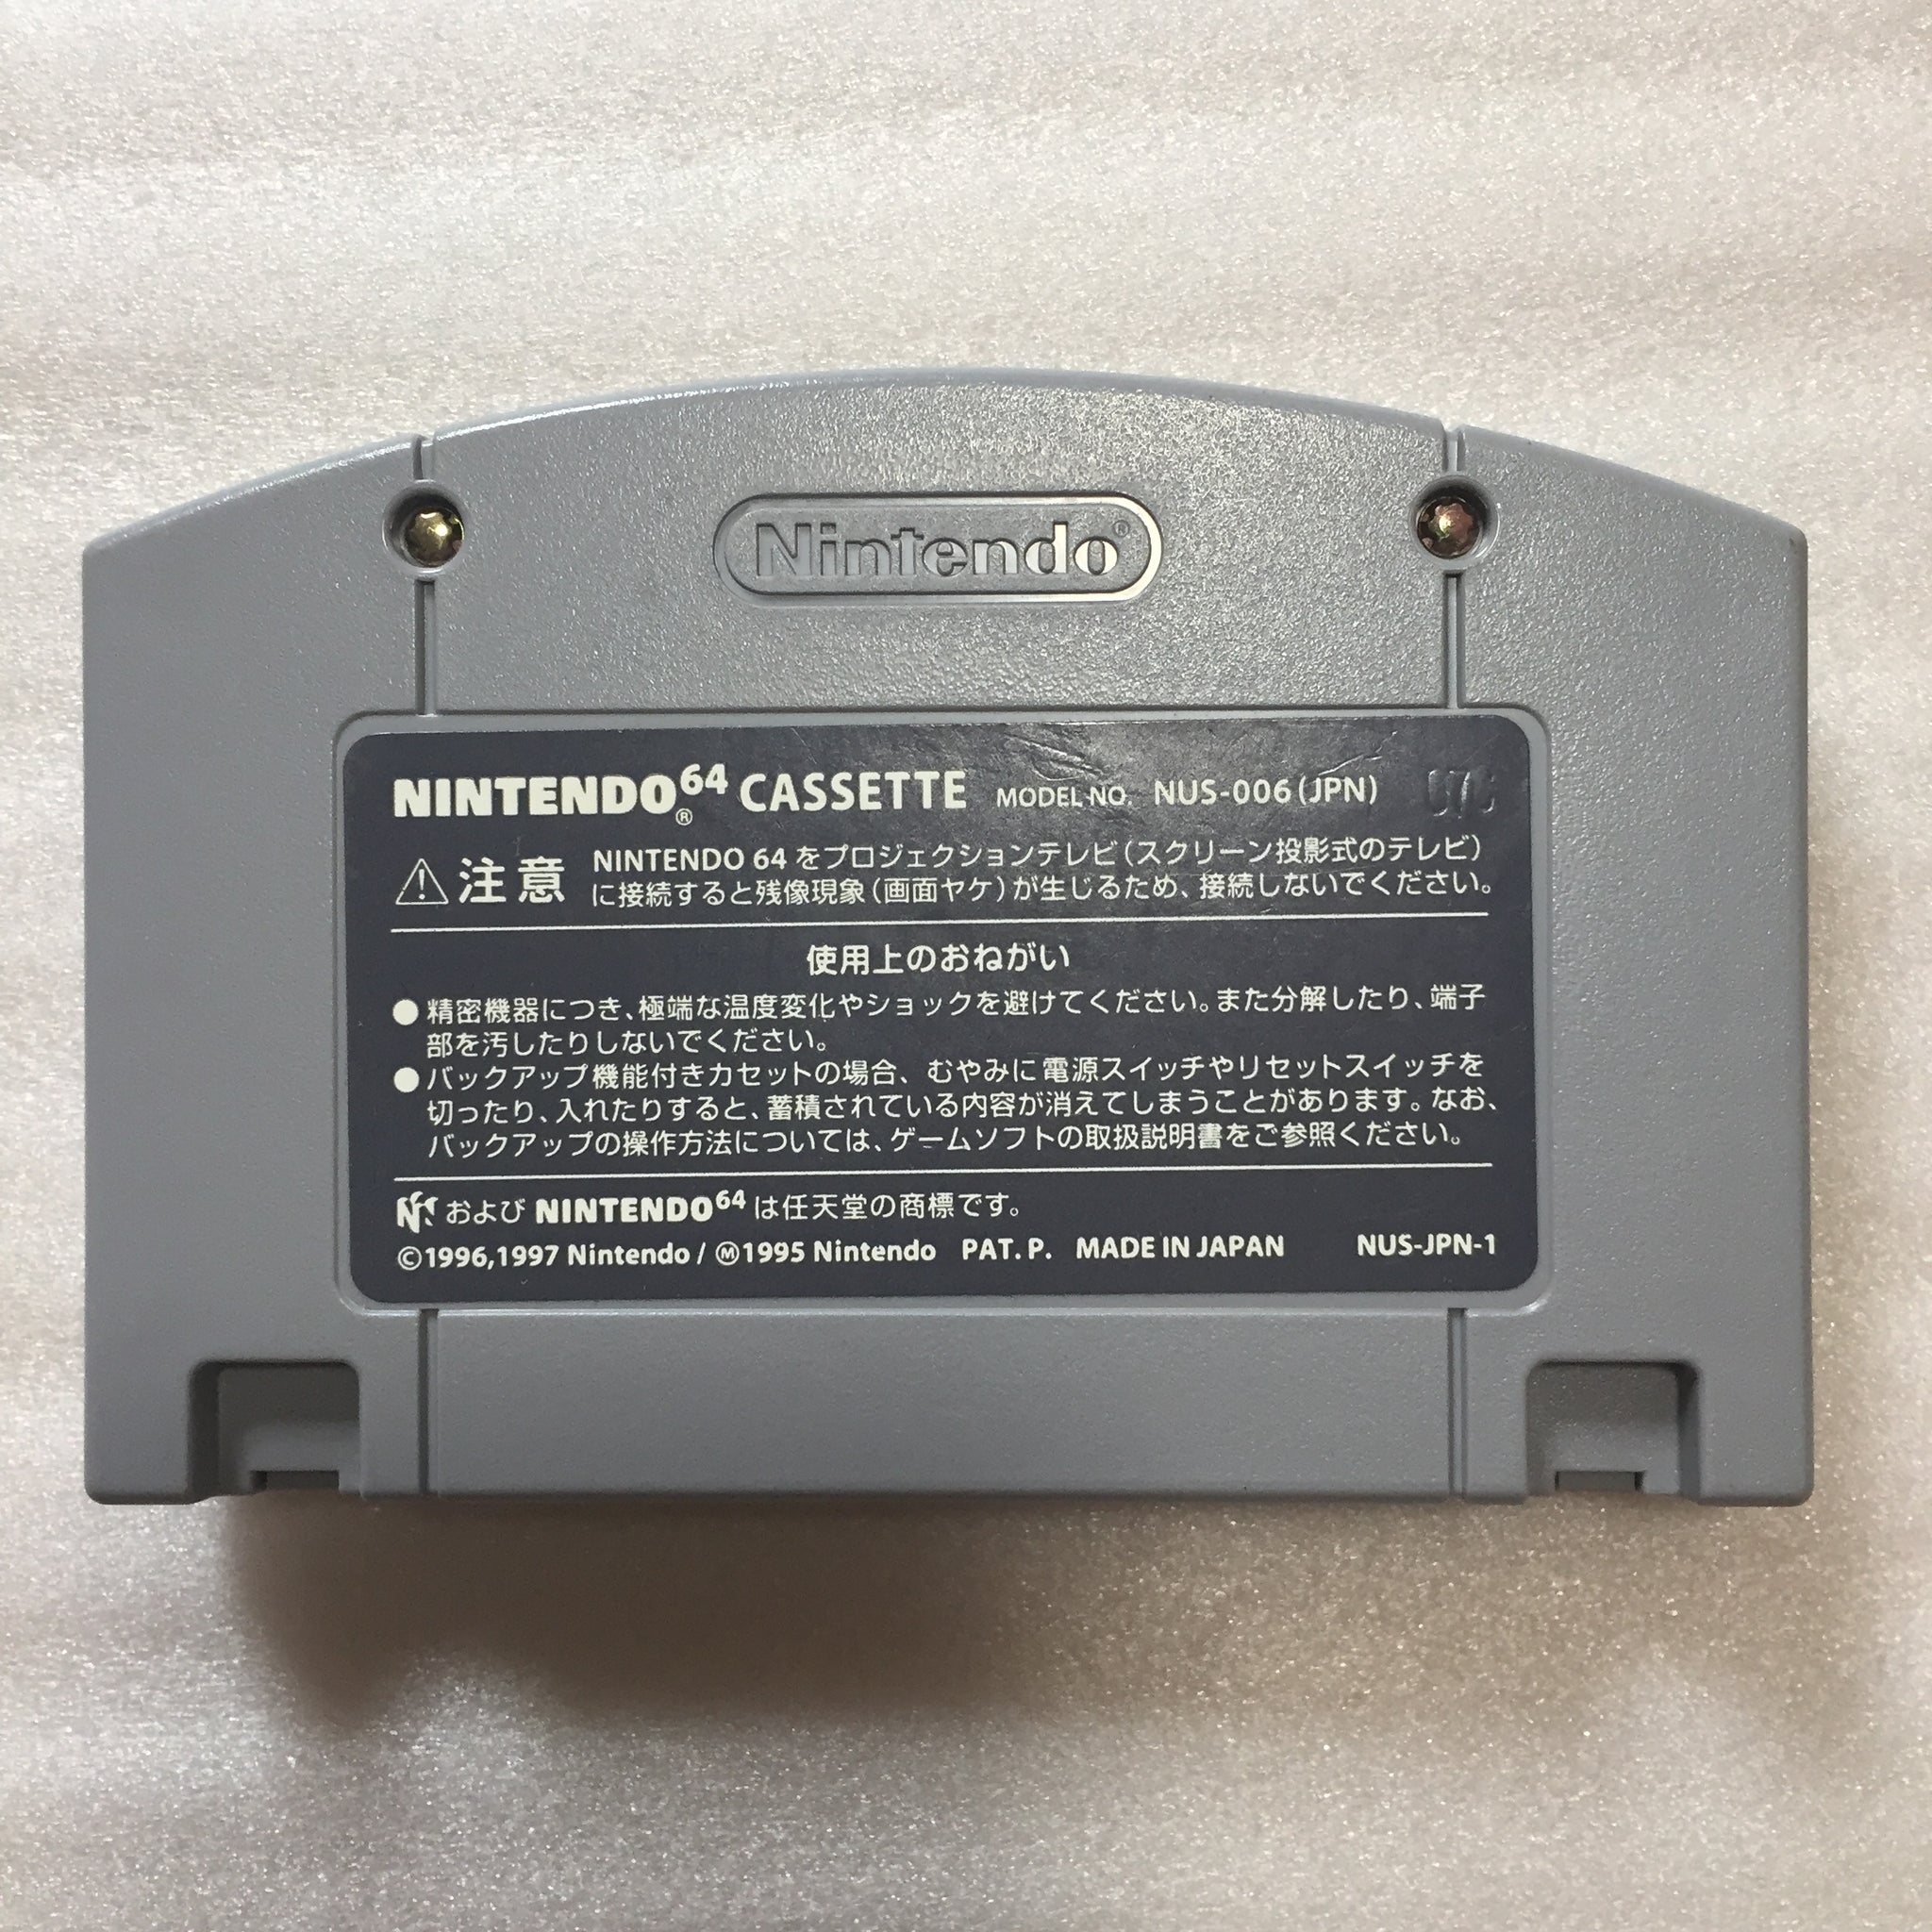 Nintendo®
NINTENDO64® CASSETTE MODEL NO. NUS-006(JPN)
⚠注意 NINTENDO 64 をプロジェクションテレビ(スクリーン投影式のテレビ)
に接続すると残像現象(画面ヤケ)が生じるため、接続しないでください。
使用上のおねがい
●精密機器につき、極端な温度変化やショックを避けてください。また分解したり、端子
部を汚したりしないでください。
●バックアップ機能付きカセットの場合、むやみに電源スイッチやリセットスイッチを
切ったり、入れたりすると、蓄積されている内容が消えてしまうことがあります。なお、
バックアップの操作方法については、ゲームソフトの取扱説明書をご参照ください。
および NINTENDO64 は任天堂の商標です。
©1996,1997 Nintendo / Ⓜ1995 Nintendo PAT. P. MADE IN JAPAN NUS-JPN-1